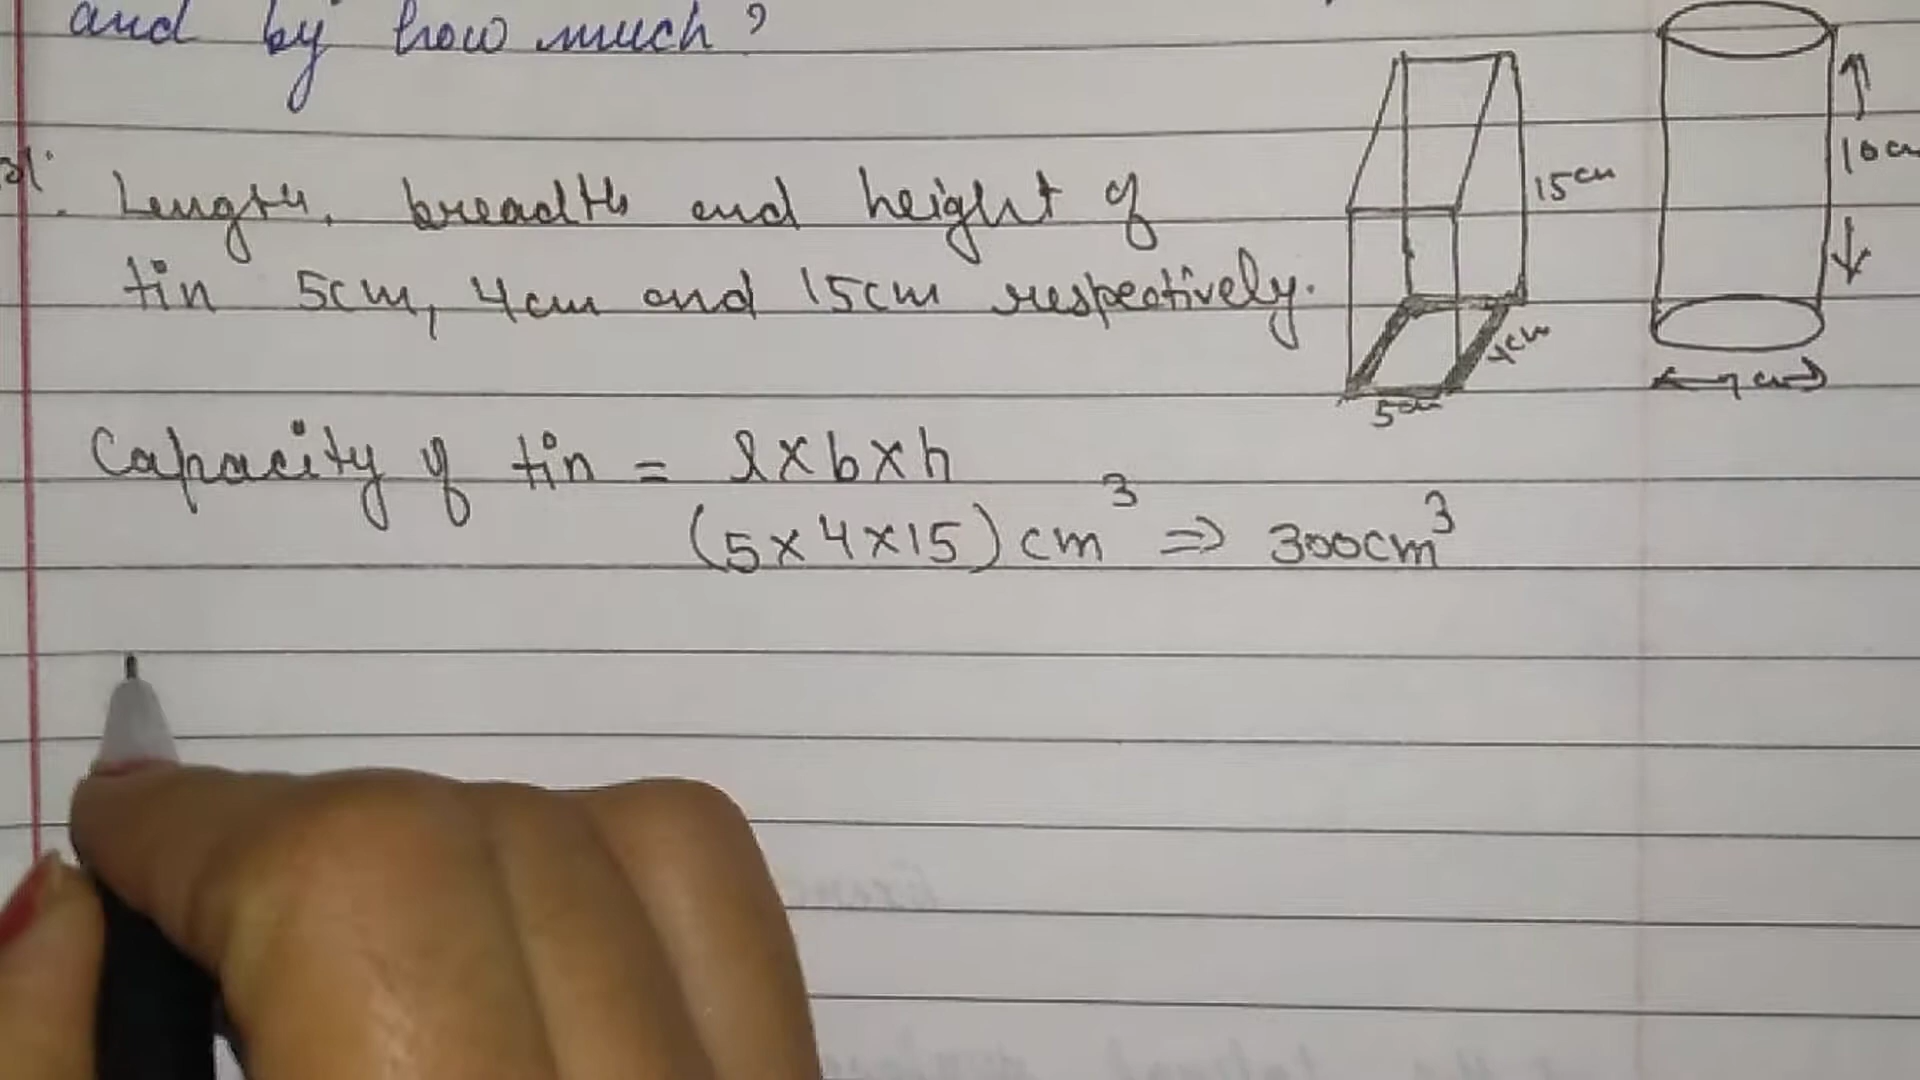 and by how much ?
Length, breadth and height of
tin 5cm, 4cm and 15cm respectively.
15cm
10cm
4cm
5cm
7cm
Capacity of tin = l×b×h
(5×4×15)cm³ ⇒ 300cm³